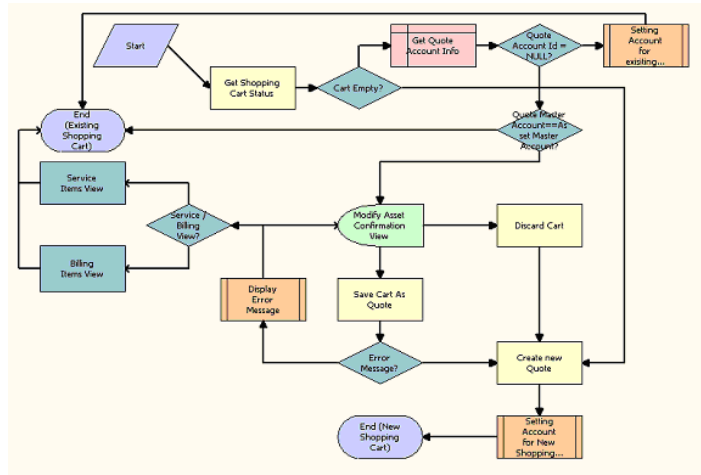 Start
Get Shopping
Cart Status
Cart Empty?
Get Quote
Account Info
Quote
Account Id =
NULL?
Setting
Account
for
exisiting...
End
(Existing
Shopping
Cart)
Quote Master
Account==As
set Master
Account?
Service
Items View
Service /
Billing
View?
Modify Asset
Confirmation
View
Discard Cart
Billing
Items View
Display
Error
Message
Save Cart As
Quote
Error
Message?
Create new
Quote
End (New
Shopping
Cart)
Setting
Account
for New
Shopping...